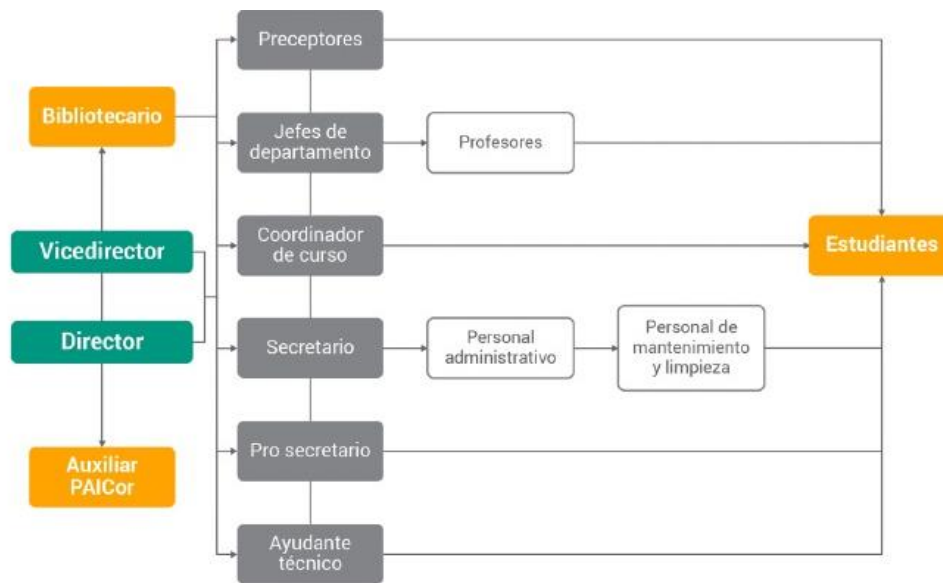 Preceptores
Bibliotecario
Jefes de
departamento
Profesores
Vicedirector
Coordinador
de curso
Estudiantes
Director
Secretario
Personal
administrativo
Personal de
mantenimiento
y limpieza
Auxiliar
PAICor
Pro secretario
Ayudante
técnico